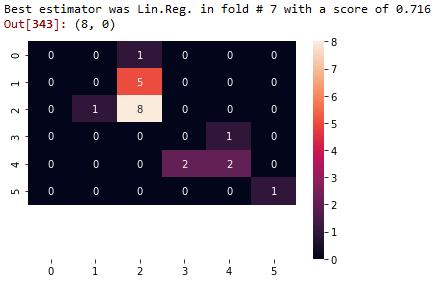 Best estimator was Lin.Reg. in fold # 7 with a score of 0.716
Out[343]: (8, 0)
8
0 0 0 1 0 0 0
7
1 0 0 5 0 0 0
6
2 0 1 8 0 0 0
5
4
3 0 0 0 0 1 0
3
4 0 0 0 2 2 0
2
5 0 0 0 0 0 1
1
0
0 1 2 3 4 5